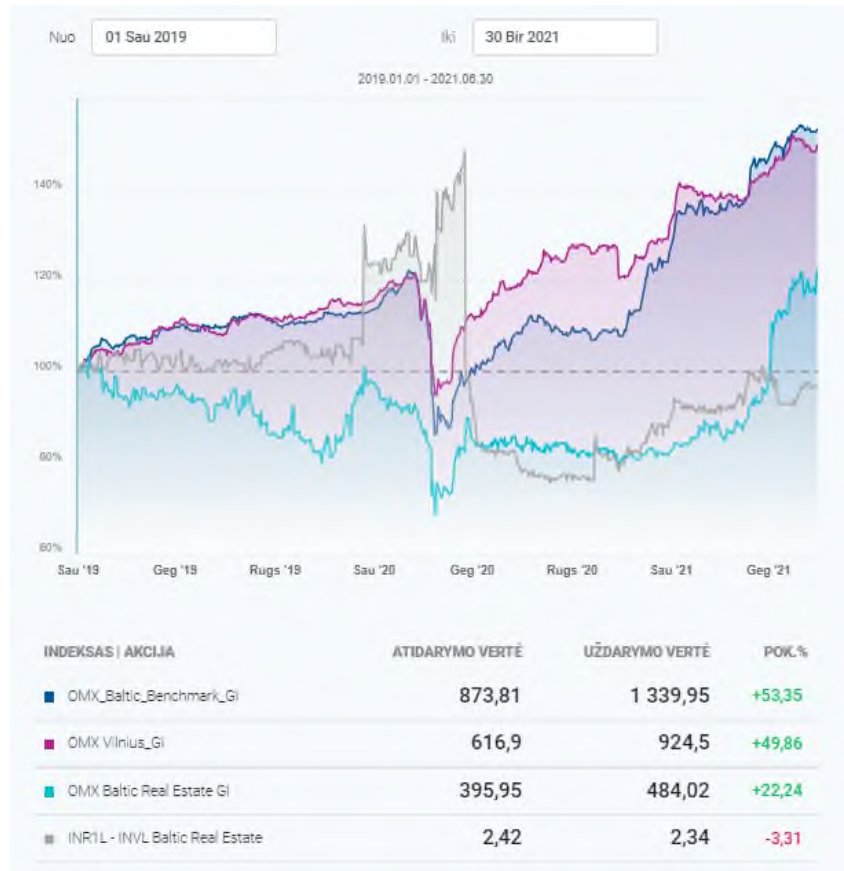 Nuo 01 Sau 2019 Iki 30 Bir 2021
2019.01.01 - 2021.06.30
140%
120%
100%
80%
60%
Sau '19 Geg '19 Rugs '19 Sau '20 Geg '20 Rugs '20 Sau '21 Geg '21
INDEKSAS | AKCIJA ATIDARYMO VERTĖ UŽDARYMO VERTĖ POK.%
OMX_Baltic_Benchmark_GI 873,81 1 339,95 +53,35
OMX Vilnius_GI 616,9 924,5 +49,86
OMX Baltic Real Estate GI 395,95 484,02 +22,24
INR1L - INVL Baltic Real Estate 2,42 2,34 -3,31